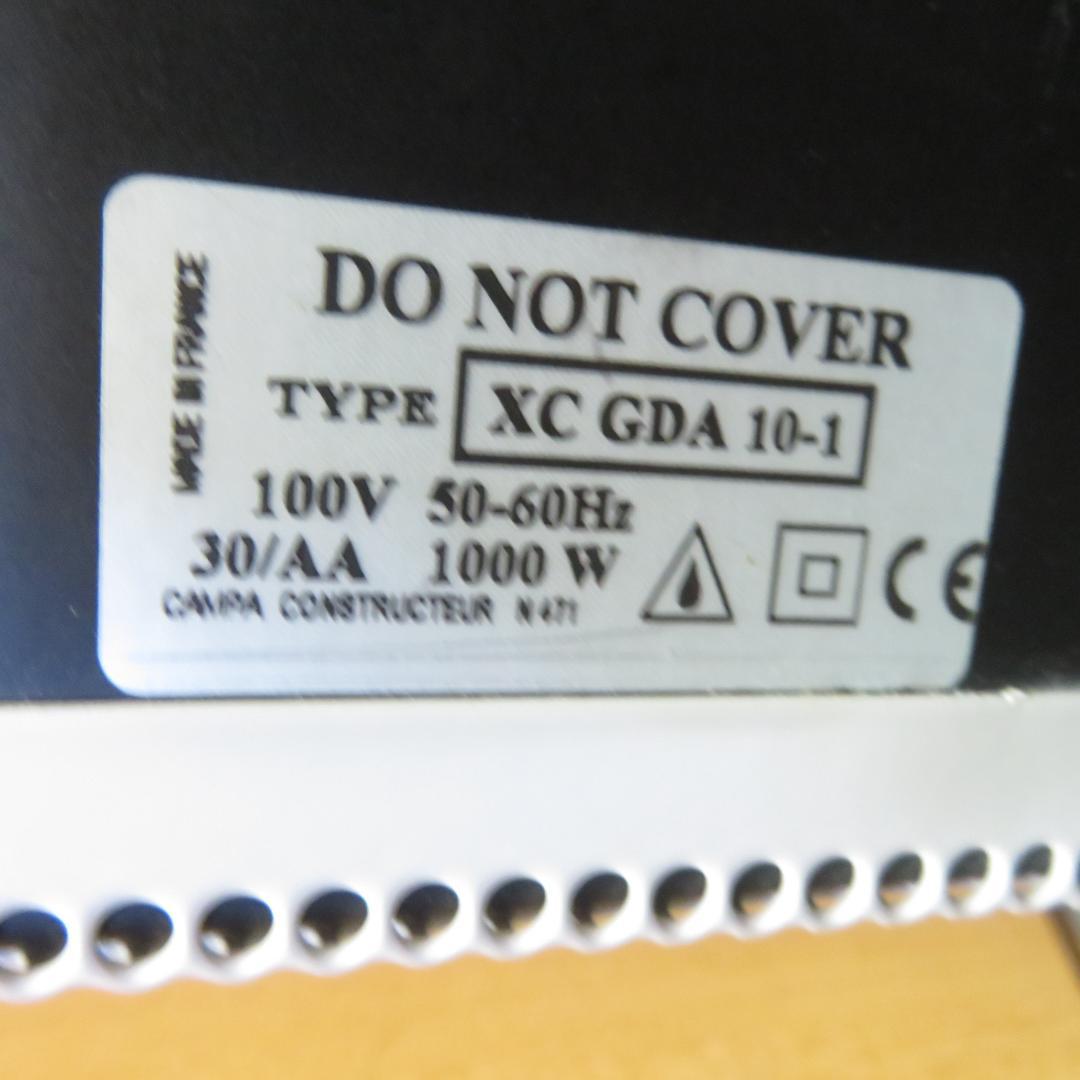 MADE IN FRANCE
DO NOT COVER
TYPE XC GDA 10-1
100V 50-60Hz
30/AA 1000 W
CAMPA CONSTRUCTEUR N 471
CE